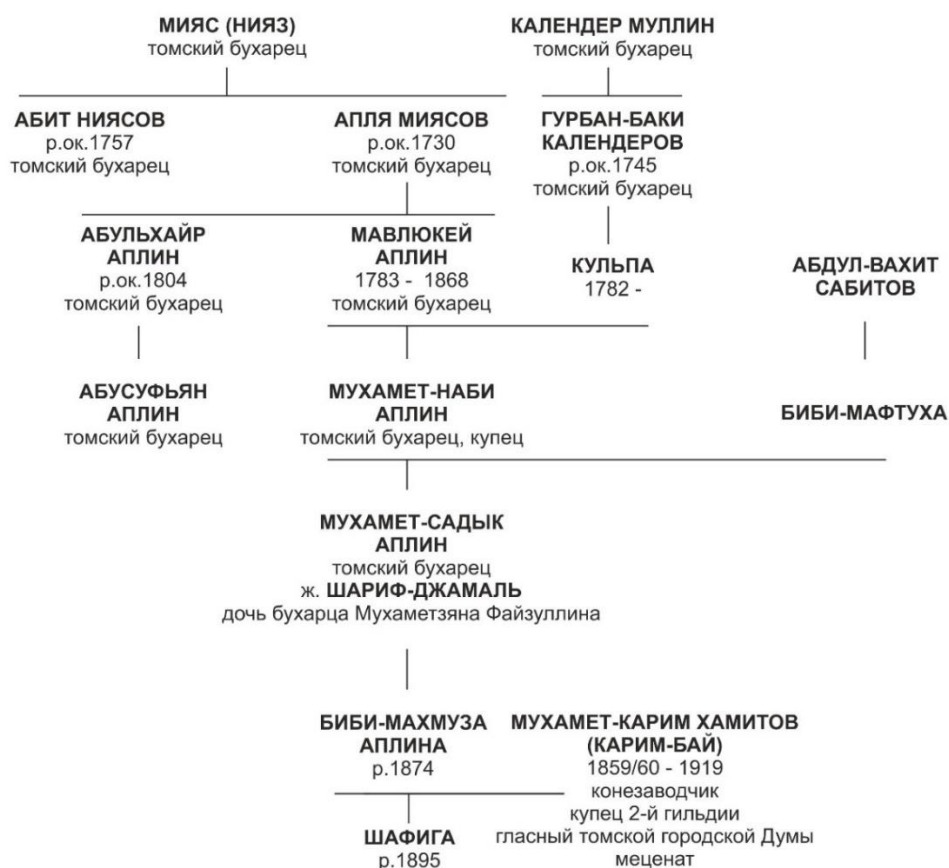 МИЯС (НИЯЗ)
томский бухарец
КАЛЕНДЕР МУЛЛИН
томский бухарец
АБИТ НИЯСОВ
р.ок.1757
томский бухарец
АПЛЯ МИЯСОВ
р.ок.1730
томский бухарец
ГУРБАН-БАКИ
КАЛЕНДЕРОВ
р.ок.1745
томский бухарец
АБУЛЬХАЙР
АПЛИН
р.ок.1804
томский бухарец
МАВЛЮКЕЙ
АПЛИН
1783 - 1868
томский бухарец
КУЛЬПА
1782 -
АБДУЛ-ВАХИТ
САБИТОВ
АБУСУФЬЯН
АПЛИН
томский бухарец
МУХАМЕТ-НАБИ
АПЛИН
томский бухарец, купец
БИБИ-МАФТУХА
МУХАМЕТ-САДЫК
АПЛИН
томский бухарец
ж. ШАРИФ-ДЖАМАЛЬ
дочь бухарца Мухаметзяна Файзуллина
БИБИ-МАХМУЗА
АПЛИНА
р.1874
МУХАМЕТ-КАРИМ ХАМИТОВ
(КАРИМ-БАЙ)
1859/60 - 1919
конезаводчик
купец 2-й гильдии
гласный томской городской Думы
меценат
ШАФИГА
р.1895